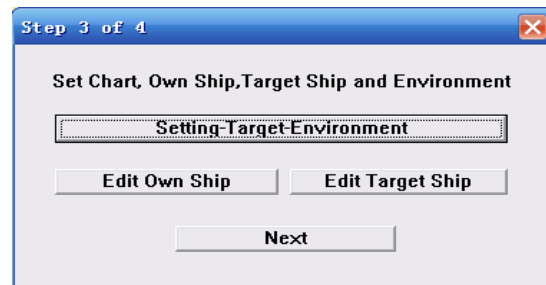 Step 3 of 4
Set Chart, Own Ship,Target Ship and Environment
Setting-Target-Environment
Edit Own Ship Edit Target Ship
Next